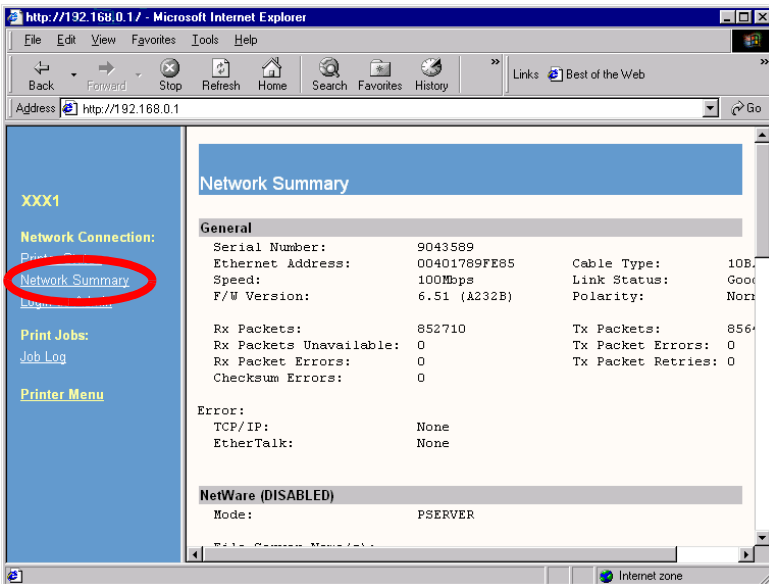 http://192.168.0.1/ - Microsoft Internet Explorer
File Edit View Favorites Tools Help
Back Forward Stop Refresh Home Search Favorites History » Links Best of the Web »
Address http://192.168.0.1 Go
XXX1
Network Connection:
Network Summary
Print Jobs:
Job Log
Printer Menu
Network Summary
General
Serial Number: 9043589
Ethernet Address: 00401789FE85 Cable Type: 10B
Speed: 100Mbps Link Status: Good
F/W Version: 6.51 (A232B) Polarity: Nor
Rx Packets: 852710 Tx Packets: 856
Rx Packets Unavailable: 0 Tx Packet Errors: 0
Rx Packet Errors: 0 Tx Packet Retries: 0
Checksum Errors: 0
Error:
TCP/IP: None
EtherTalk: None
NetWare (DISABLED)
Mode: PSERVER
Internet zone